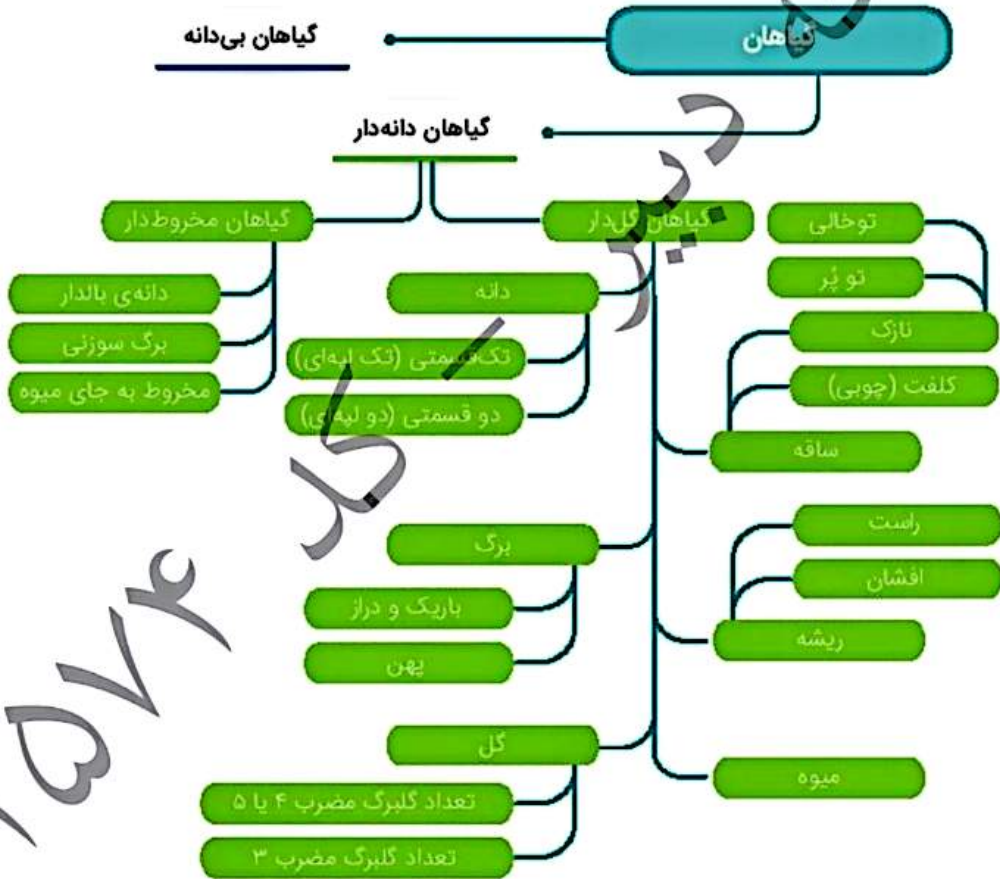 گیاهان
گیاهان بی‌دانه
گیاهان دانه‌دار
گیاهان گل‌دار
گیاهان مخروط‌دار
توخالی
تو پُر
نازک
کلفت (چوبی)
ساقه
راست
افشان
ریشه
میوه
دانه
تک‌قسمتی (تک لپه‌ای)
دو قسمتی (دو لپه‌ای)
برگ
باریک و دراز
پهن
گل
تعداد گلبرگ مضرب ۴ یا ۵
تعداد گلبرگ مضرب ۳
دانه‌ی بالدار
برگ سوزنی
مخروط به جای میوه